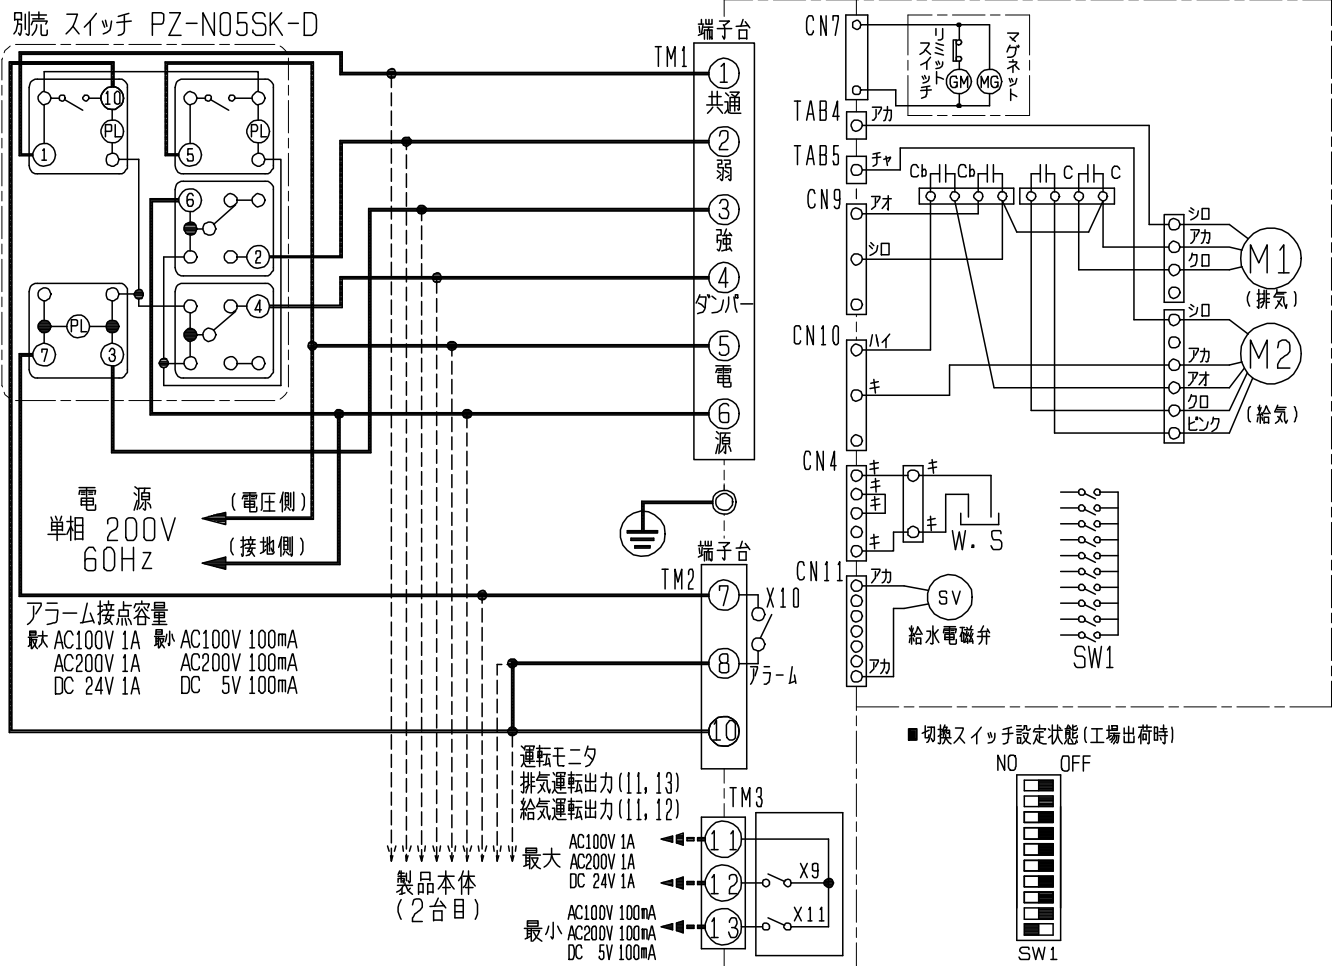 別売 スイッチ PZ-N05SK-D
10
PL
1
5
PL
6
2
4
PL
7
3
電 源
単相 200V
60Hz
(電圧側)
(接地側)
アラーム接点容量
最大 AC100V 1A 最小 AC100V 100mA
AC200V 1A AC200V 100mA
DC 24V 1A DC 5V 100mA
端子台
TM1
1
共通
2
弱
3
強
4
ダンパー
5
電
6
源
端子台
TM2
7
X10
8
アラーム
10
運転モニタ
排気運転出力(11,13)
給気運転出力(11,12)
TM3
11
12
13
X9
X11
最大
AC100V 1A
AC200V 1A
DC 24V 1A
最小
AC100V 100mA
AC200V 100mA
DC 5V 100mA
製品本体
(2台目)
CN7
リミット
スイッチ
GM
MG
マグネット
TAB4
アカ
TAB5
チャ
Cb
Cb
C
C
CN9
アオ
シロ
CN10
ハイ
キ
シロ
アカ
クロ
M1
(排気)
シロ
アカ
アオ
クロ
ピンク
M2
(給気)
CN4
キ
キ
キ
キ
キ
キ
W.S
CN11
アカ
アカ
SV
給水電磁弁
SW1
■切換スイッチ設定状態(工場出荷時)
NO OFF
SW1